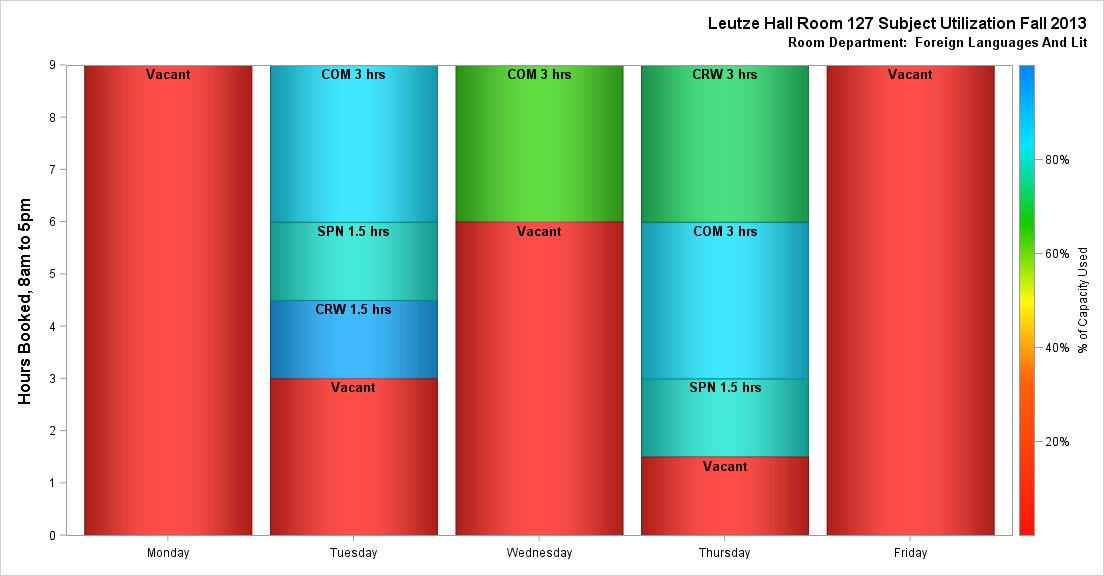 Leutze Hall Room 127 Subject Utilization Fall 2013
Room Department:  Foreign Languages And Lit
Hours Booked, 8am to 5pm
9
8
7
6
5
4
3
2
1
0
Vacant
COM 3 hrs
SPN 1.5 hrs
CRW 1.5 hrs
Vacant
COM 3 hrs
Vacant
CRW 3 hrs
COM 3 hrs
SPN 1.5 hrs
Vacant
Vacant
Monday
Tuesday
Wednesday
Thursday
Friday
80%
60%
40%
20%
% of Capacity Used